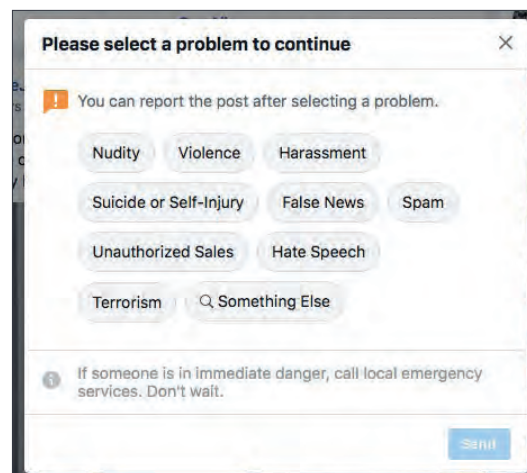 Please select a problem to continue
You can report the post after selecting a problem.
Nudity Violence Harassment
Suicide or Self-Injury False News Spam
Unauthorized Sales Hate Speech
Terrorism Something Else
If someone is in immediate danger, call local emergency
services. Don't wait.
Send